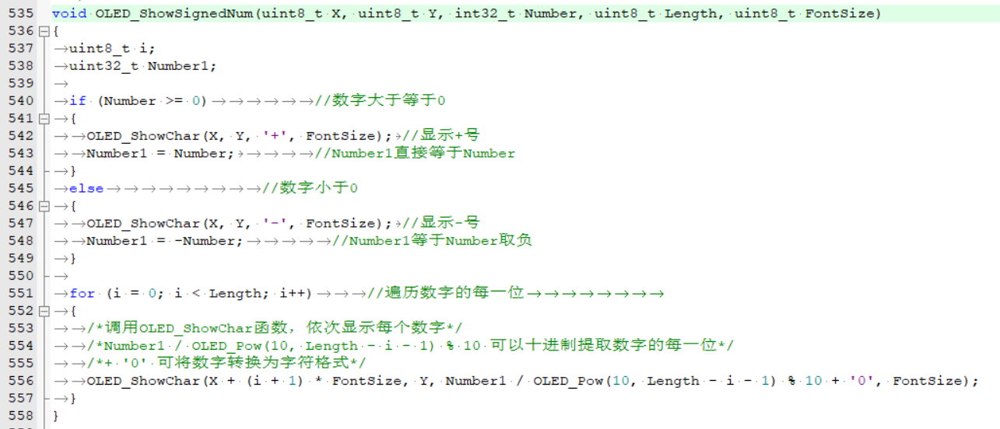 535 void OLED_ShowSignedNum(uint8_t X, uint8_t Y, int32_t Number, void Length, uint8_t FontSize)
536 {
537 uint8_t i;
538 uint32_t Number1;
539
540 if (Number >= 0) //数字大于等于0
541 {
542 OLED_ShowChar(X, Y, '+', FontSize); //显示+号
543 Number1 = Number; //Number1直接等于Number
544 }
545 else //数字小于0
546 {
547 OLED_ShowChar(X, Y, '-', FontSize); //显示-号
548 Number1 = -Number; //Number1等于Number取负
549 }
550
551 for (i = 0; i < Length; i++) //遍历数字的每一位
552 {
553 /*调用OLED_ShowChar函数，依次显示每个数字*/
554 /*Number1 / OLED_Pow(10, Length - i - 1) % 10 可以十进制提取数字的每一位*/
555 /*+ '0' 可将数字转换为字符格式*/
556 OLED_ShowChar(X + (i + 1) * FontSize, Y, Number1 / OLED_Pow(10, Length - i - 1) % 10 + '0', FontSize);
557 }
558 }